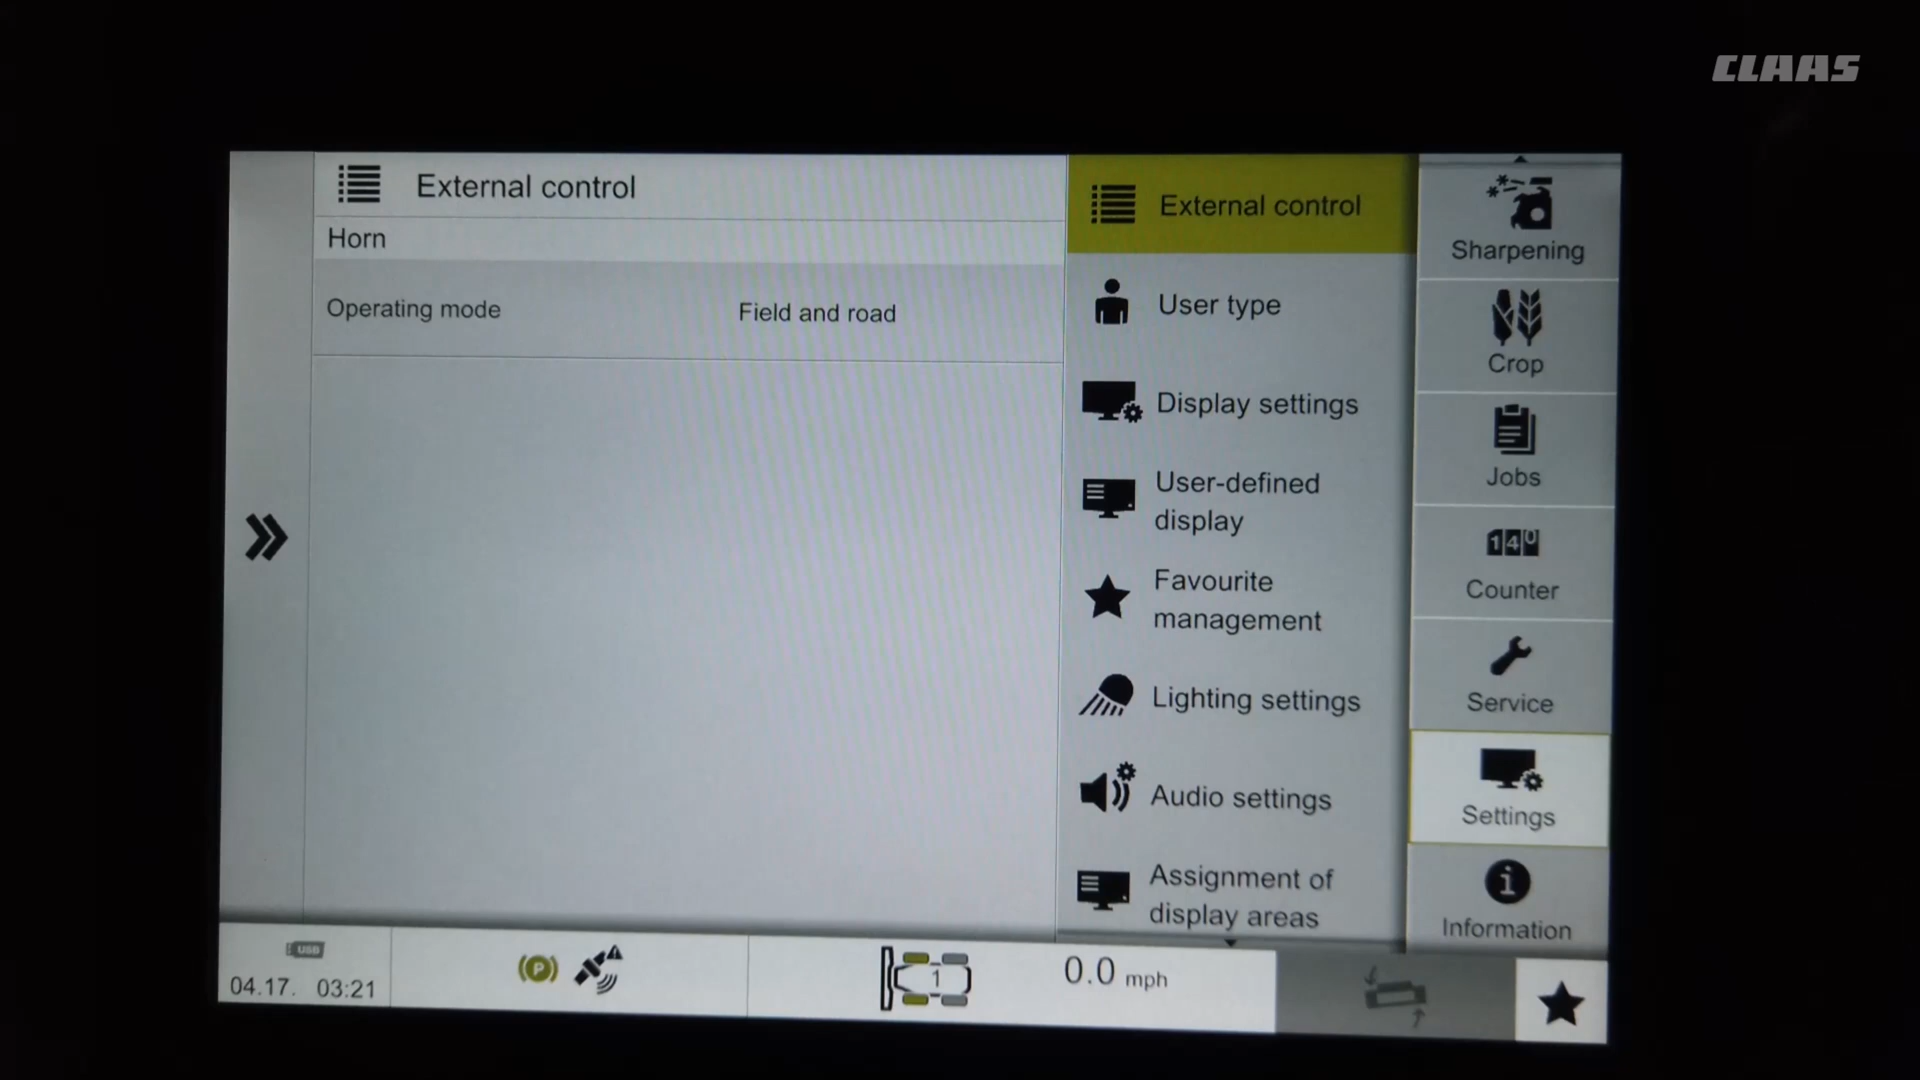 CLAAS
External control
Horn
Operating mode Field and road
External control
User type
Display settings
User-defined
display
Favourite
management
Lighting settings
Audio settings
Assignment of
display areas
Sharpening
Crop
Jobs
140
Counter
Service
Settings
Information
USB
04.17. 03:21
P
1
0.0 mph